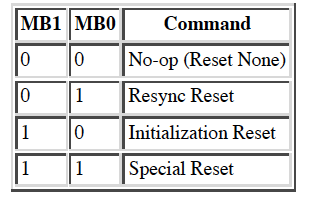 MB1 MB0 Command
0 0 No-op (Reset None)
0 1 Resync Reset
1 0 Initialization Reset
1 1 Special Reset